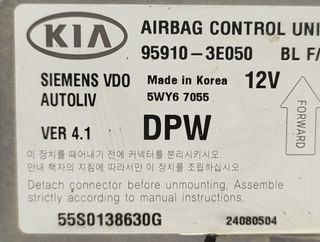 KIA
AIRBAG CONTROL UNI
95910-3E050 BL F/
SIEMENS VDO Made in Korea 12V
AUTOLIV 5WY6 7055
VER 4.1 DPW
FORWARD
이 장치를 떼어내기 전에 커넥터를 분리시키시오.
안내 책자의 지침에 따라서만 이 장치를 조립하십시오
Detach connector before unmounting. Assemble
strictly according to manual instructions.
55S0138630G 24080504